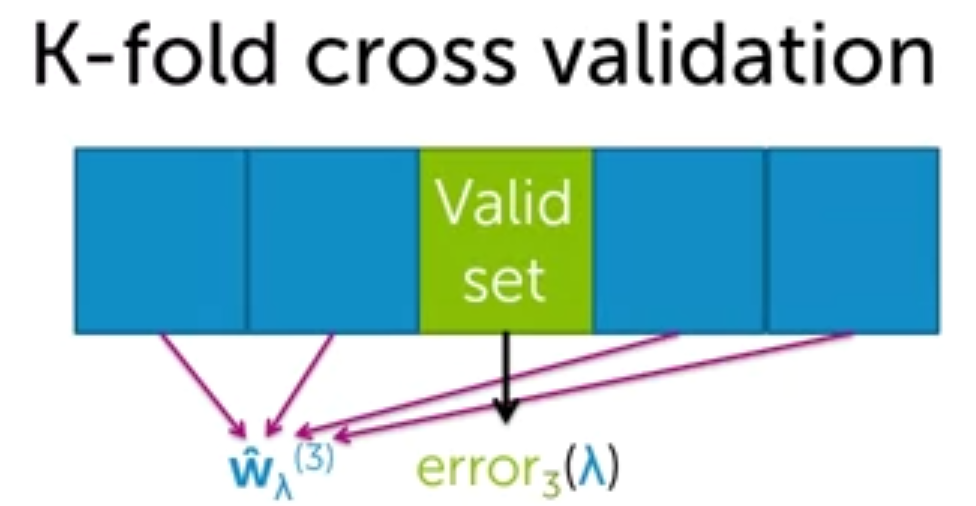 K-fold cross validation
Valid
set
ŵλ(3) error3(λ)